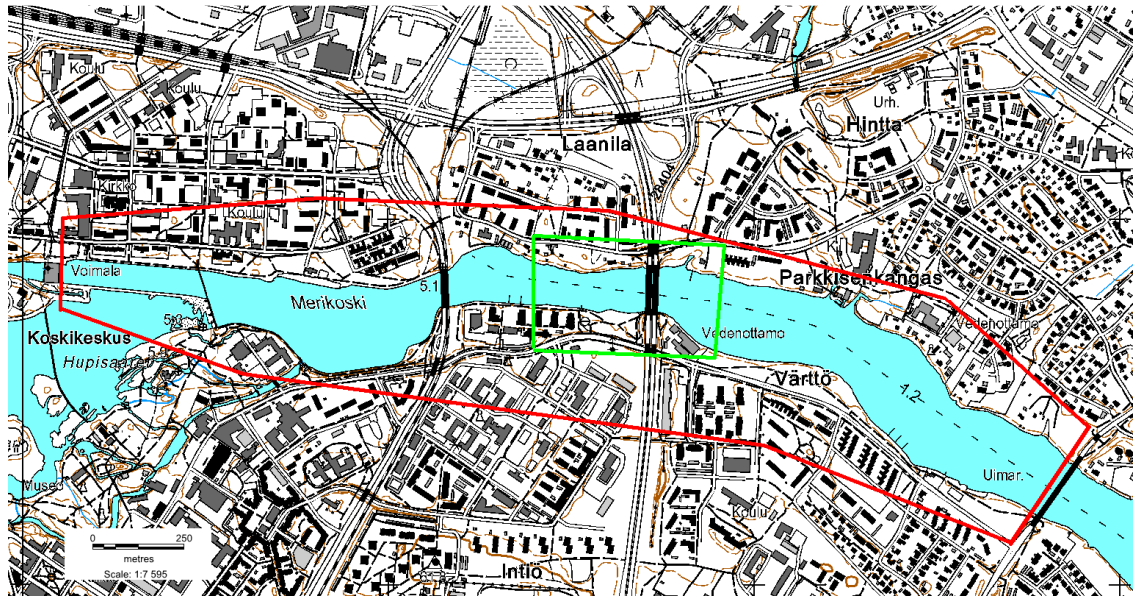 Koulu
Koulu
Urh.
Hintta
Laanila
Kirkko
Koulu
Voimala
5.1
Merikoski
Parkkisenkangas
Koskikeskus
Hupisaaret
Vedenottamo
Vedenottamo
Värttö
4.2
Museo
Uimar.
Koulu
0 250
metres
Scale: 1:7 595
Intiö